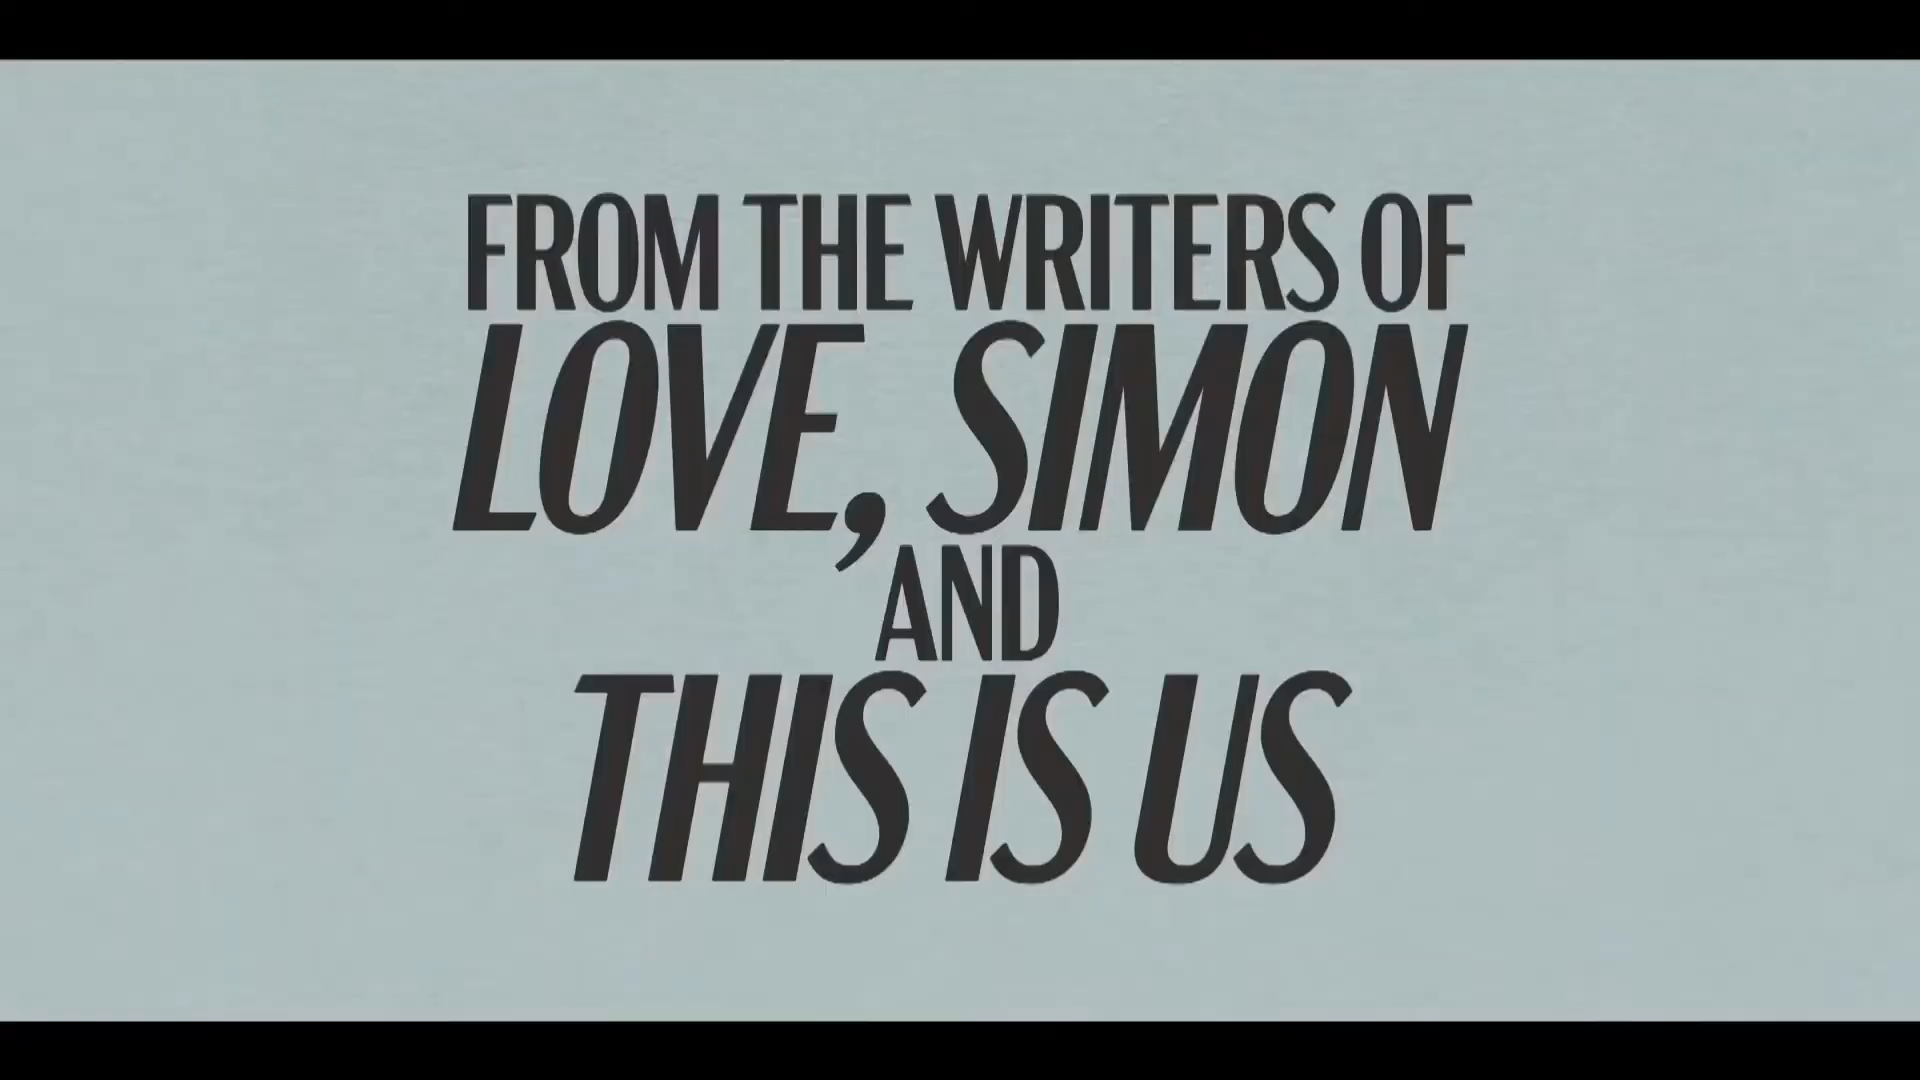 FROM THE WRITERS OF
LOVE, SIMON
AND
THIS IS US